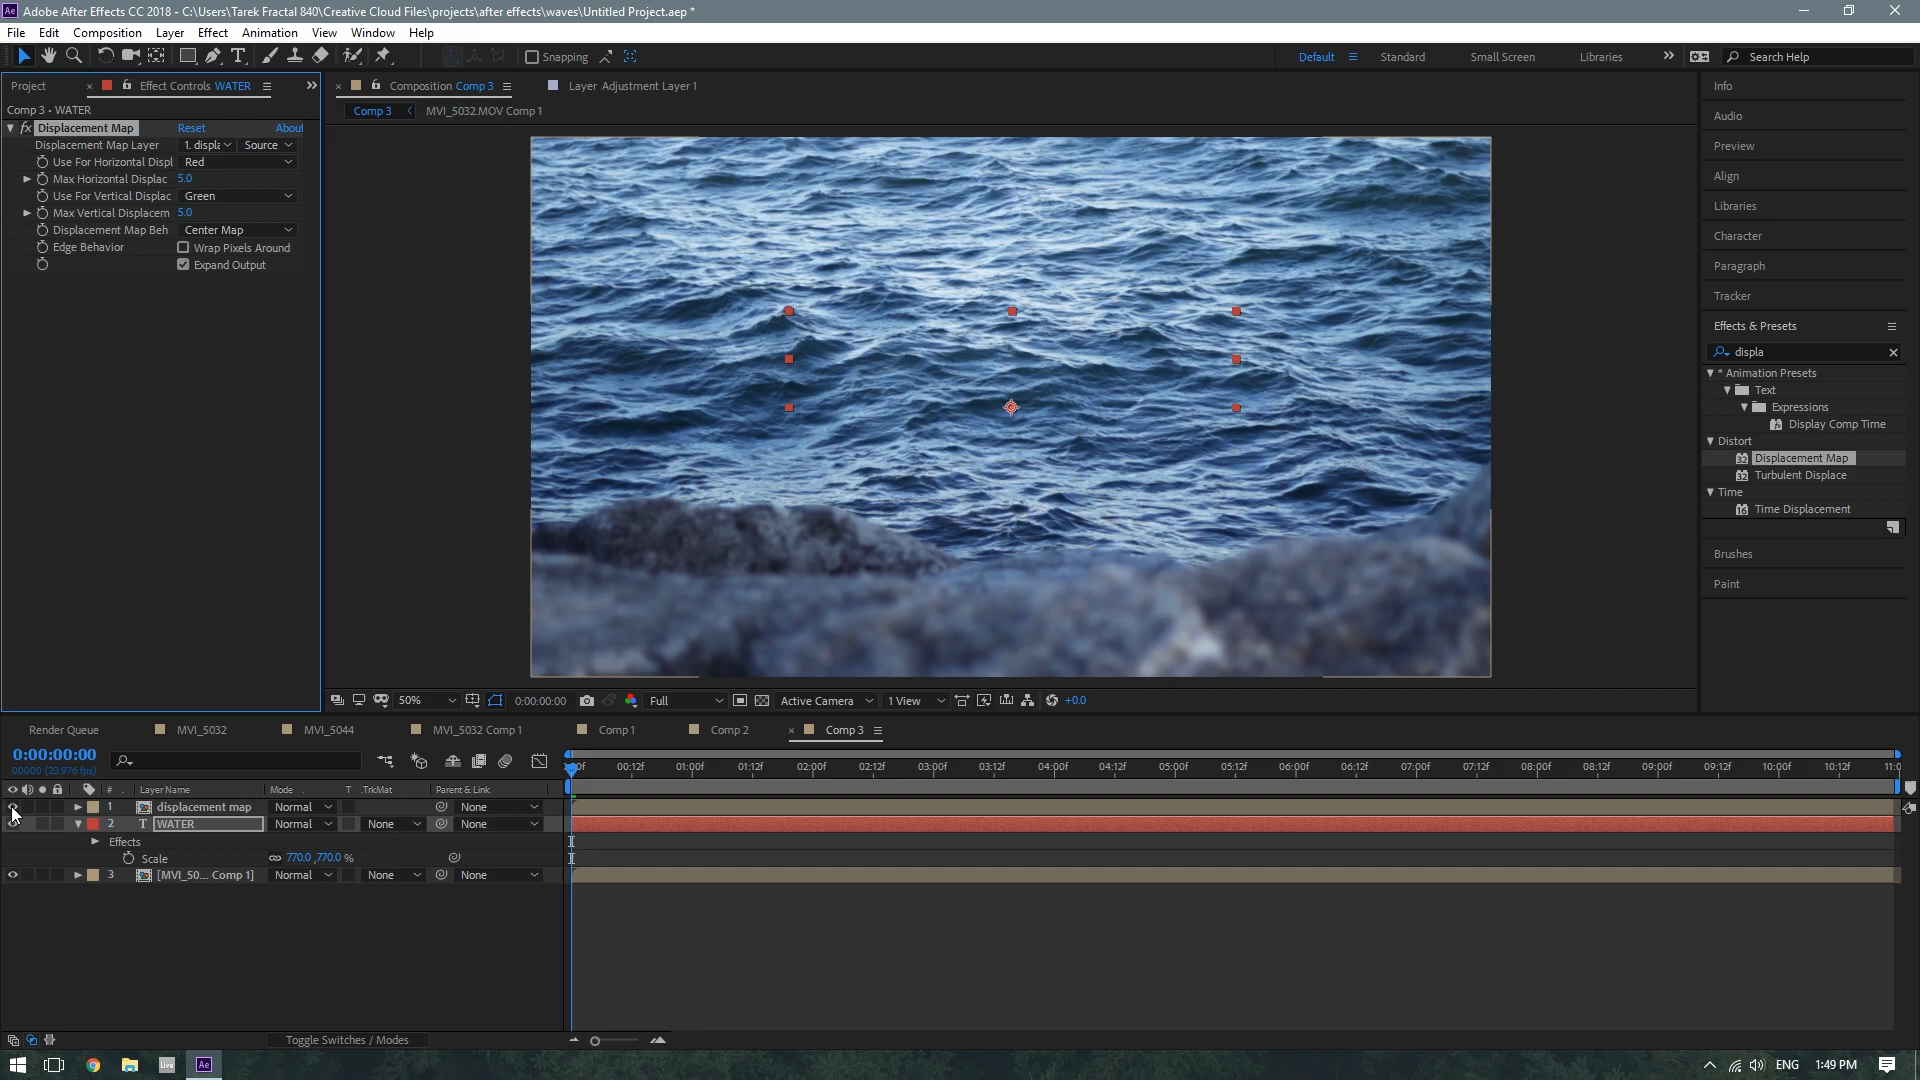 Adobe After Effects CC 2018 - C:\Users\Tarek Fractal 840\Creative Cloud Files\projects\after effects\waves\Untitled Project.aep *
File Edit Composition Layer Effect Animation View Window Help
Snapping
Default Standard Small Screen Libraries Search Help
Project Effect Controls WATER
Comp 3 • WATER
fx Displacement Map Reset About
Displacement Map Layer 1. displa Source
Use For Horizontal Displ Red
Max Horizontal Displac 5.0
Use For Vertical Displac Green
Max Vertical Displacem 5.0
Displacement Map Beh Center Map
Edge Behavior Wrap Pixels Around
Expand Output
Composition Comp 3 Layer Adjustment Layer 1
Comp 3 MVI_5032.MOV Comp 1
50% 0:00:00:00 Full Active Camera 1 View +0.0
Info
Audio
Preview
Align
Libraries
Character
Paragraph
Tracker
Effects & Presets
displa
* Animation Presets
Text
Expressions
Display Comp Time
Distort
32 Displacement Map
32 Turbulent Displace
Time
16 Time Displacement
Brushes
Paint
Render Queue MVI_5032 MVI_5044 MVI_5032 Comp 1 Comp 1 Comp 2 Comp 3
0:00:00:00
00000 (23.976 fps)
00:12f 01:00f 01:12f 02:00f 02:12f 03:00f 03:12f 04:00f 04:12f 05:00f 05:12f 06:00f 06:12f 07:00f 07:12f 08:00f 08:12f 09:00f 09:12f 10:00f 10:12f 11:0
# Layer Name Mode T .TrkMat Parent & Link
1 displacement map Normal None
2 T WATER Normal None None
Effects
Scale 770.0 ,770.0 %
3 [MVI_50... Comp 1] Normal None None
Toggle Switches / Modes
Live Ae ENG 1:49 PM